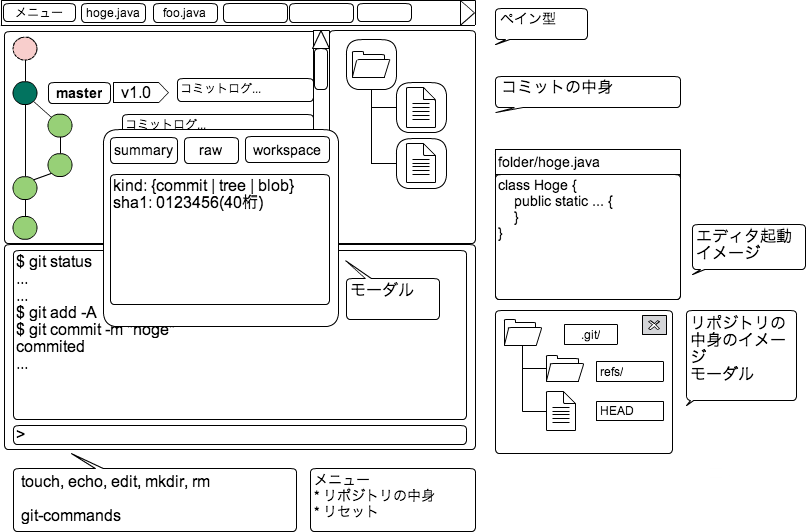 メニュー
hoge.java
foo.java
master
v1.0
コミットログ...
コミットログ...
summary
raw
workspace
kind: {commit | tree | blob}
sha1: 0123456(40桁)
モーダル
$ git status
...
...
$ git add -A
$ git commit -m "hoge"
commited
...
>
touch, echo, edit, mkdir, rm
git-commands
メニュー
* リポジトリの中身
* リセット
ペイン型
コミットの中身
folder/hoge.java
class Hoge {
public static ... {
}
}
エディタ起動
イメージ
.git/
refs/
HEAD
リポジトリの
中身のイメー
ジ
モーダル